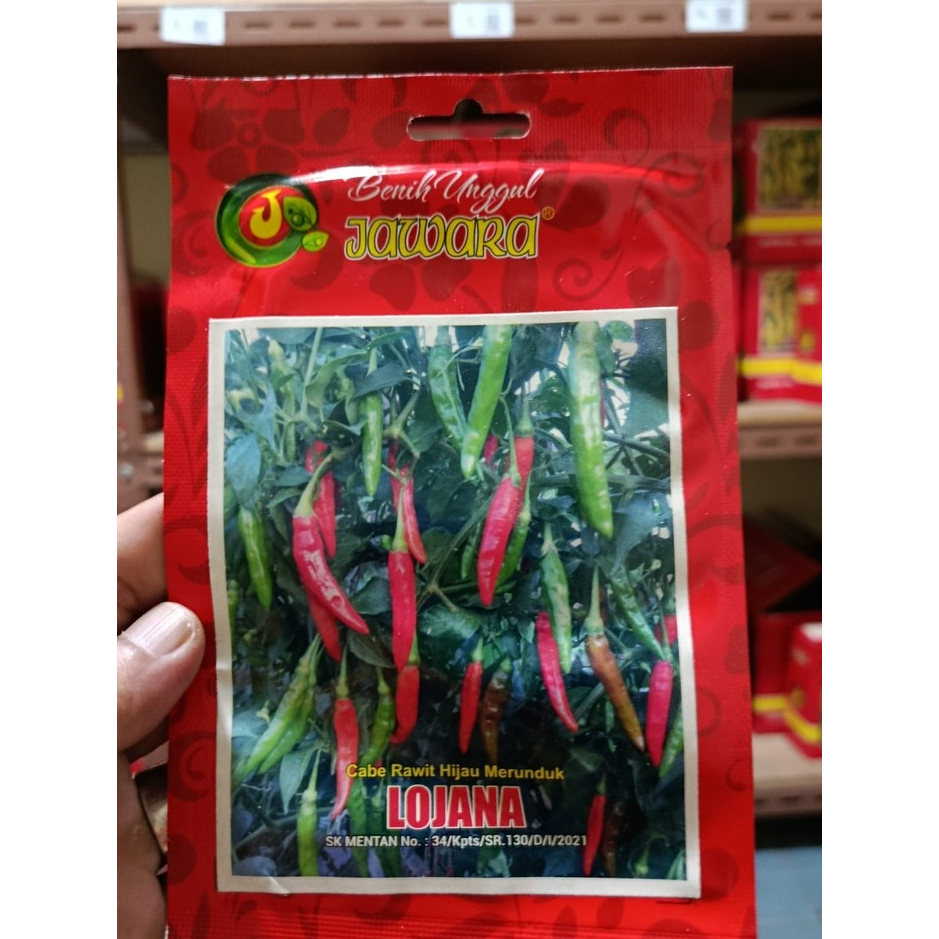 Benih Unggul
JAWARA®
Cabe Rawit Hijau Merunduk
LOJANA
SK MENTAN No. : 34/Kpts/SR.130/D/I/2021